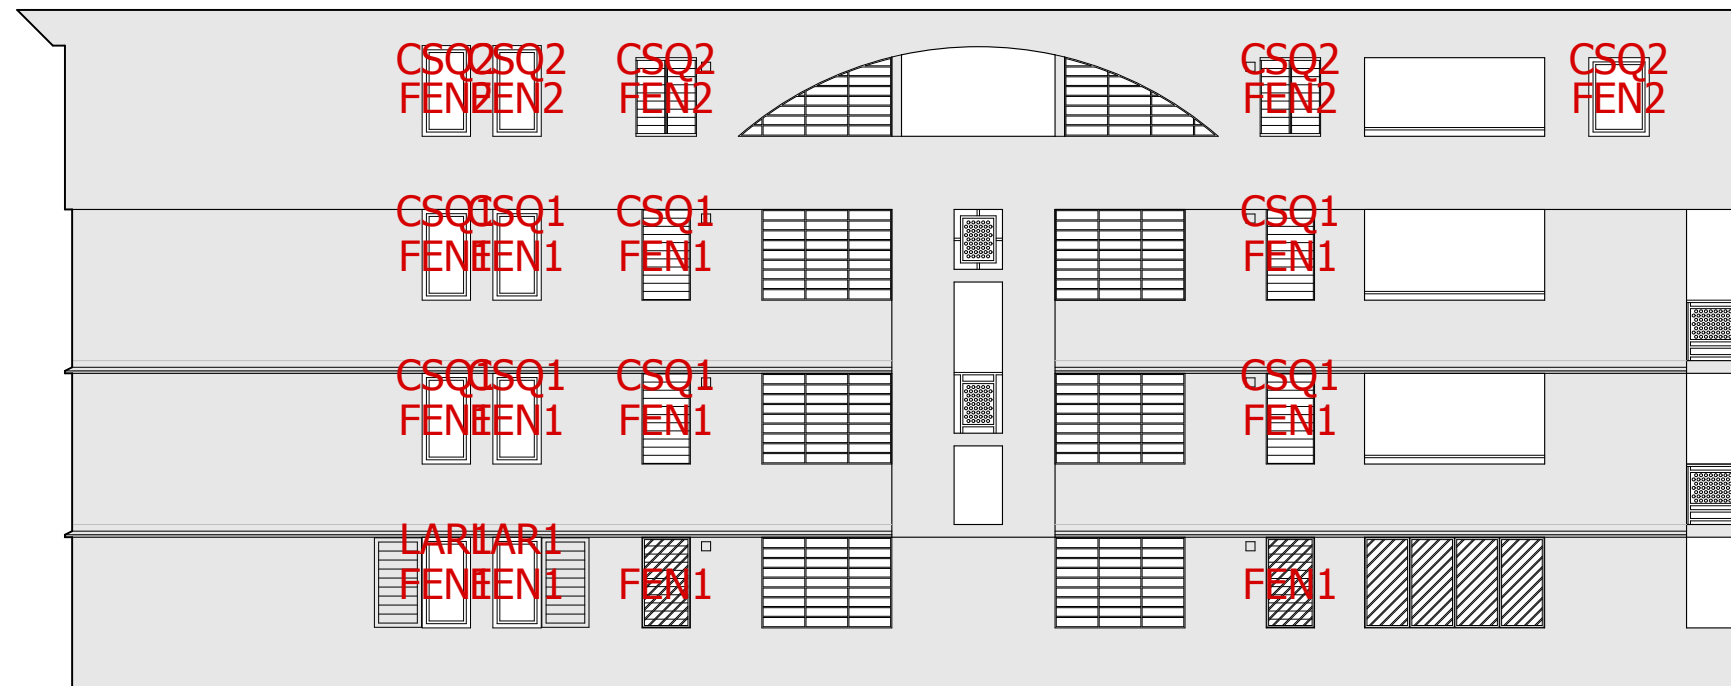 CSQ2 CSQ2 CSQ2 CSQ2 CSQ2
FEN2 FEN2 FEN2 FEN2 FEN2
CSQ1 CSQ1 CSQ1 CSQ1
FEN1 FEN1 FEN1 FEN1
CSQ1 CSQ1 CSQ1 CSQ1
FEN1 FEN1 FEN1 FEN1
LAR1 LAR1
FEN1 FEN1 FEN1 FEN1